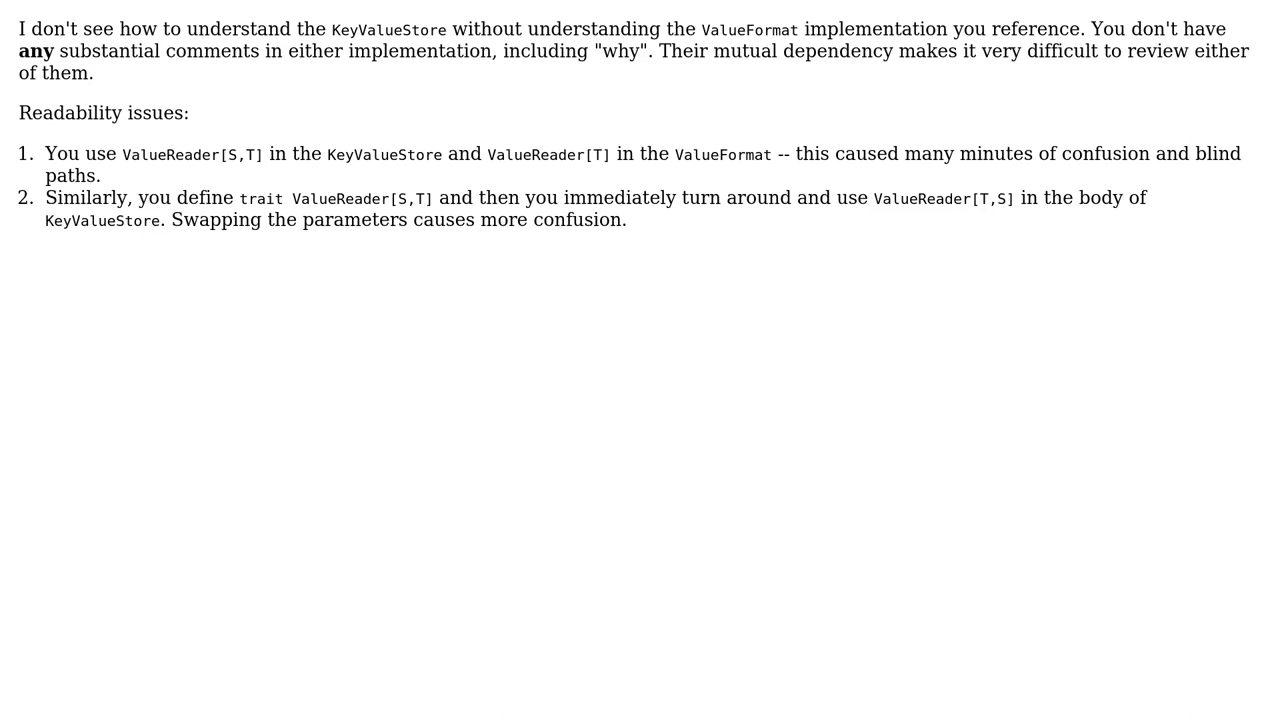 I don't see how to understand the KeyValueStore without understanding the ValueFormat implementation you reference. You don't have
any substantial comments in either implementation, including "why". Their mutual dependency makes it very difficult to review either
of them.
Readability issues:
1. You use ValueReader[S,T] in the KeyValueStore and ValueReader[T] in the ValueFormat -- this caused many minutes of confusion and blind
paths.
2. Similarly, you define trait ValueReader[S,T] and then you immediately turn around and use ValueReader[T,S] in the body of
KeyValueStore. Swapping the parameters causes more confusion.